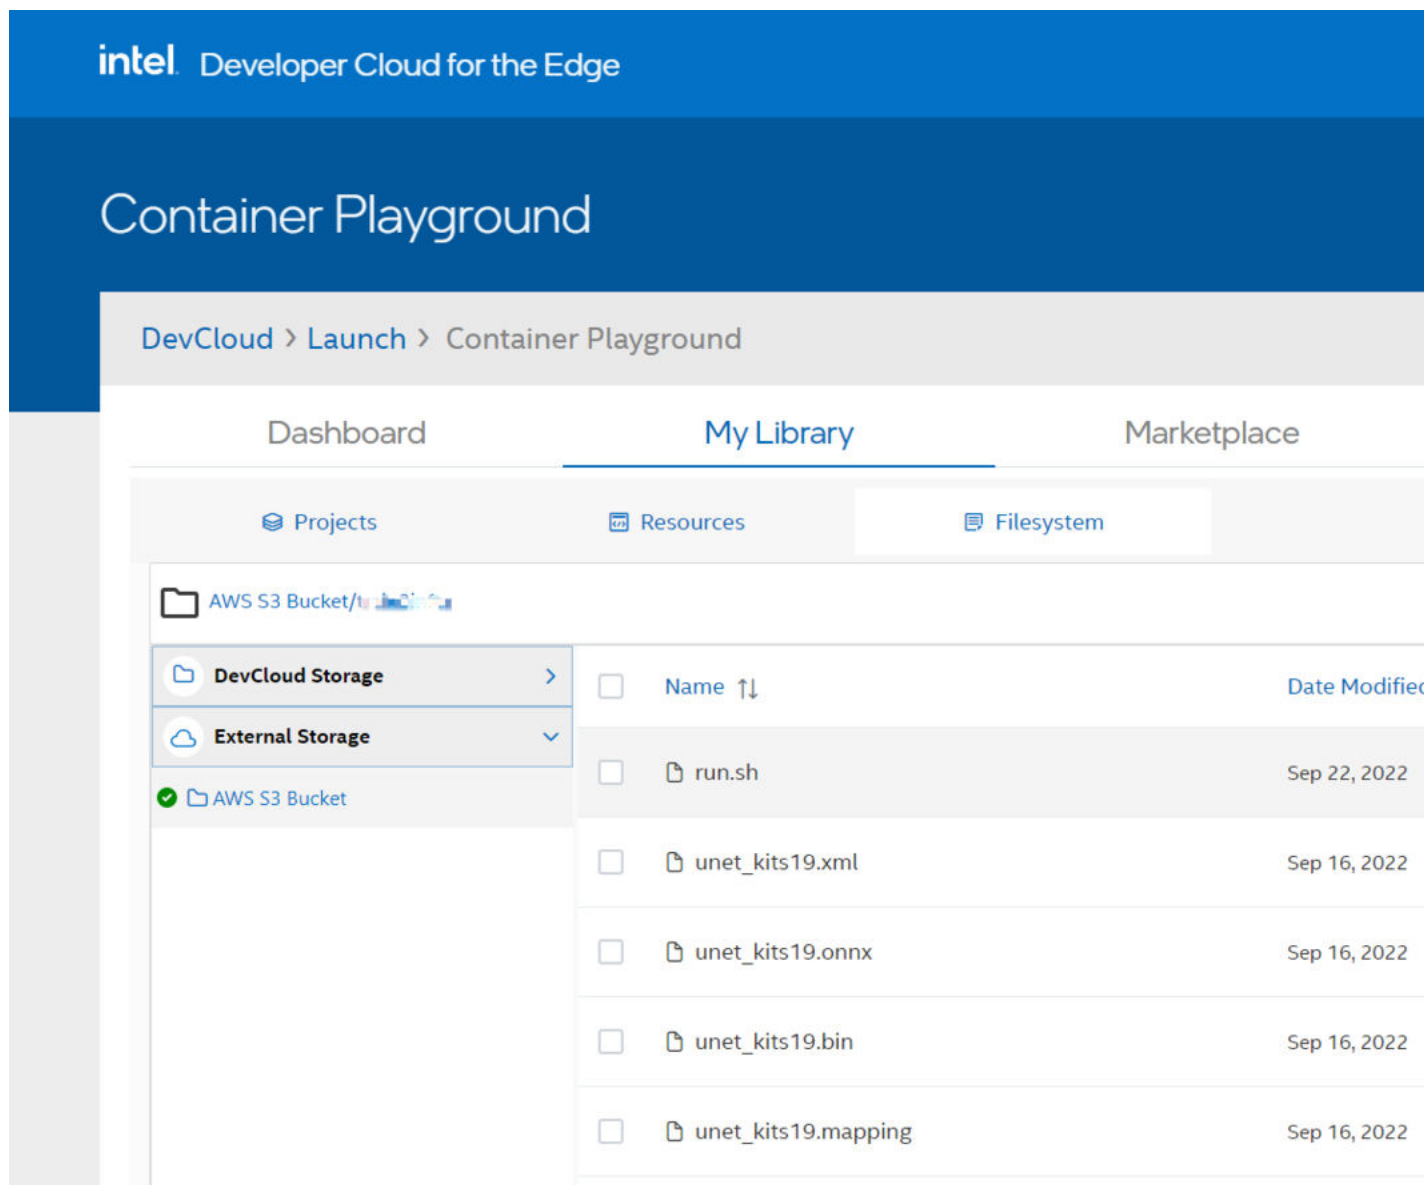 intel. Developer Cloud for the Edge
Container Playground
DevCloud > Launch > Container Playground
Dashboard My Library Marketplace
Projects Resources Filesystem
AWS S3 Bucket/
DevCloud Storage
External Storage
AWS S3 Bucket
Name Date Modified
run.sh Sep 22, 2022
unet_kits19.xml Sep 16, 2022
unet_kits19.onnx Sep 16, 2022
unet_kits19.bin Sep 16, 2022
unet_kits19.mapping Sep 16, 2022